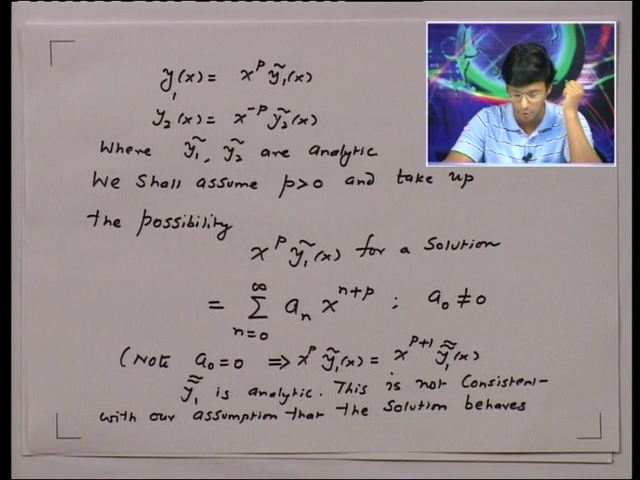 y₁(x) = x^p ỹ₁(x)
y₂(x) = x^{-p} ỹ₂(x)
Where ỹ₁, ỹ₂ are analytic
We shall assume p>0 and take up
the possibility
x^p ỹ₁(x) for a solution
= ∑_{n=0}^{∞} a_n x^{n+p} ; a₀ ≠ 0
(Note a₀=0 ⇒ x^p ỹ₁(x) = x^{p+1} ỹ̃₁(x)
ỹ̃₁ is analytic. This is not consistent
with our assumption that the solution behaves